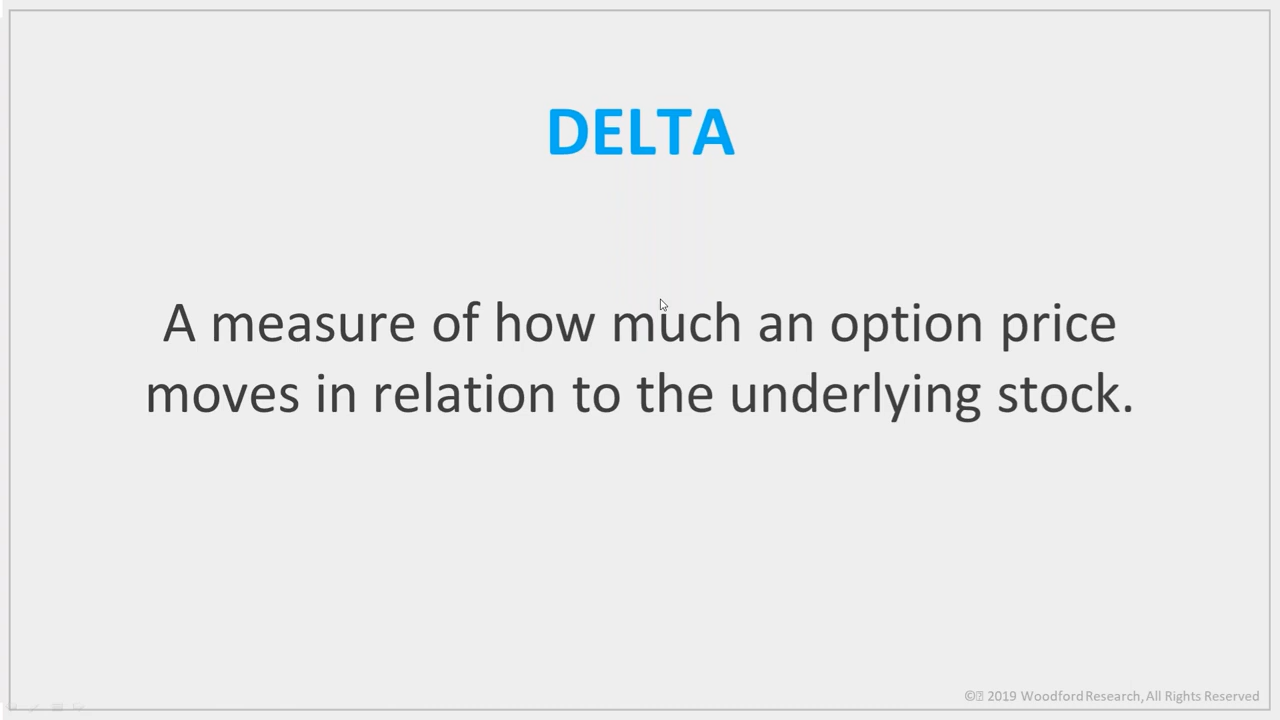 DELTA
A measure of how much an option price
moves in relation to the underlying stock.
©⍰ 2019 Woodford Research, All Rights Reserved